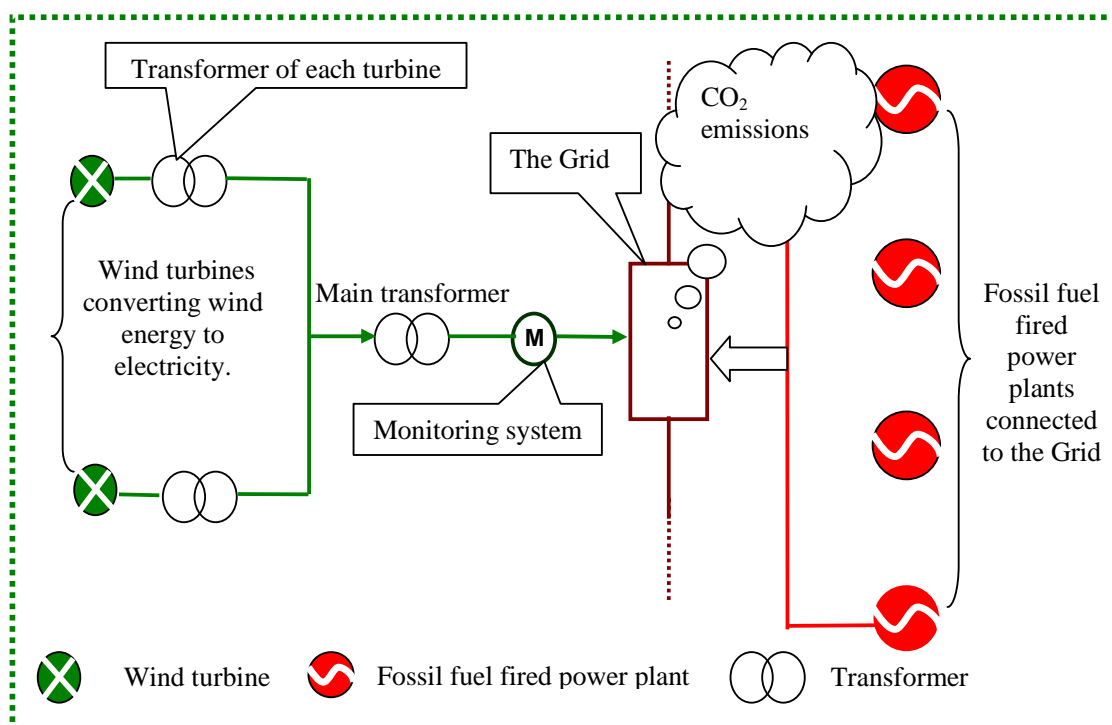 Transformer of each turbine
CO₂
emissions
The Grid
Wind turbines
converting wind
energy to
electricity.
Main transformer
M
Monitoring system
Fossil fuel
fired
power
plants
connected
to the Grid
Wind turbine
Fossil fuel fired power plant
Transformer